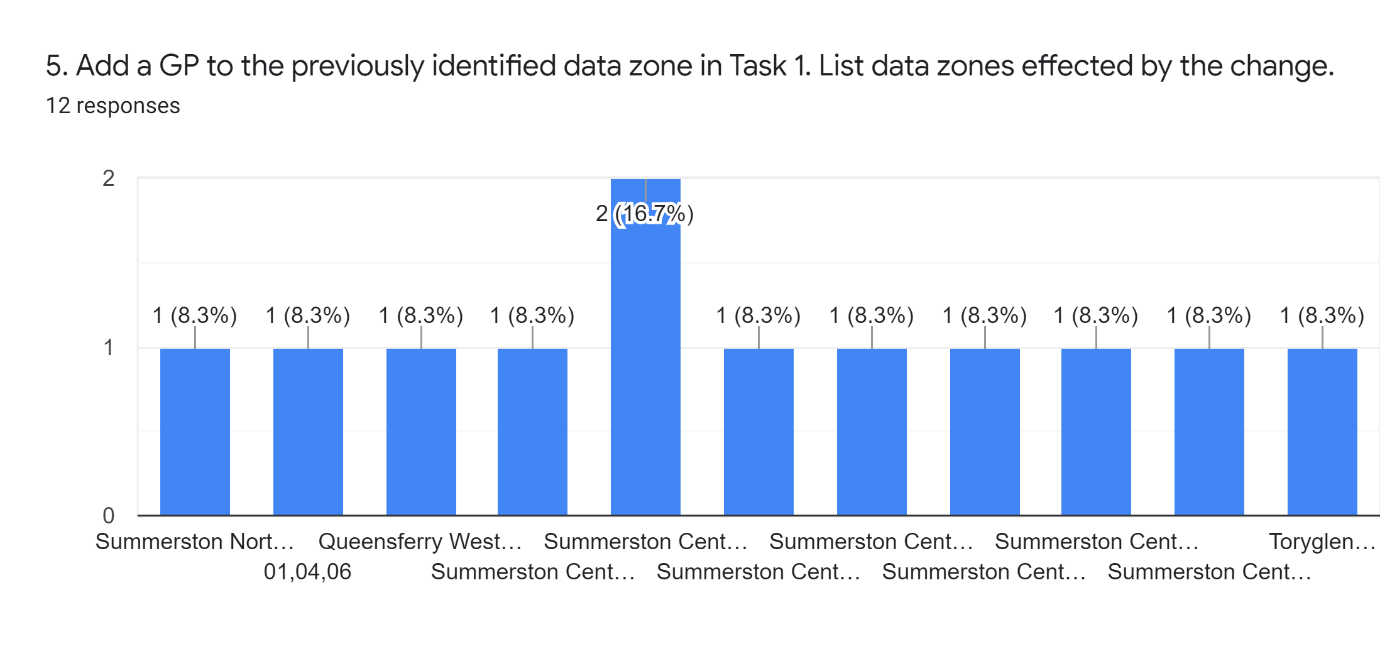 5. Add a GP to the previously identified data zone in Task 1. List data zones effected by the change.
12 responses
2
2 (16.7%)
1 (8.3%) 1 (8.3%) 1 (8.3%) 1 (8.3%) 1 (8.3%) 1 (8.3%) 1 (8.3%) 1 (8.3%) 1 (8.3%) 1 (8.3%)
1
0
Summerston Nort… Queensferry West… Summerston Cent… Summerston Cent… Summerston Cent… Toryglen…
01,04,06 Summerston Cent… Summerston Cent… Summerston Cent… Summerston Cent…